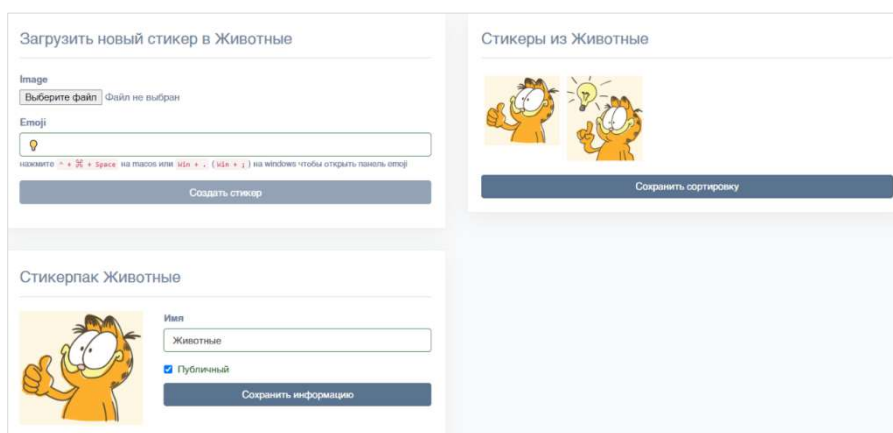 Загрузить новый стикер в Животные
Image
Выберите файл Файл не выбран
Emoji
нажмите ^ + ⌘ + Space на macos или Win + . (Win + ;) на windows чтобы открыть панель emoji
Создать стикер
Стикеры из Животные
Сохранить сортировку
Стикерпак Животные
Имя
Животные
Публичный
Сохранить информацию